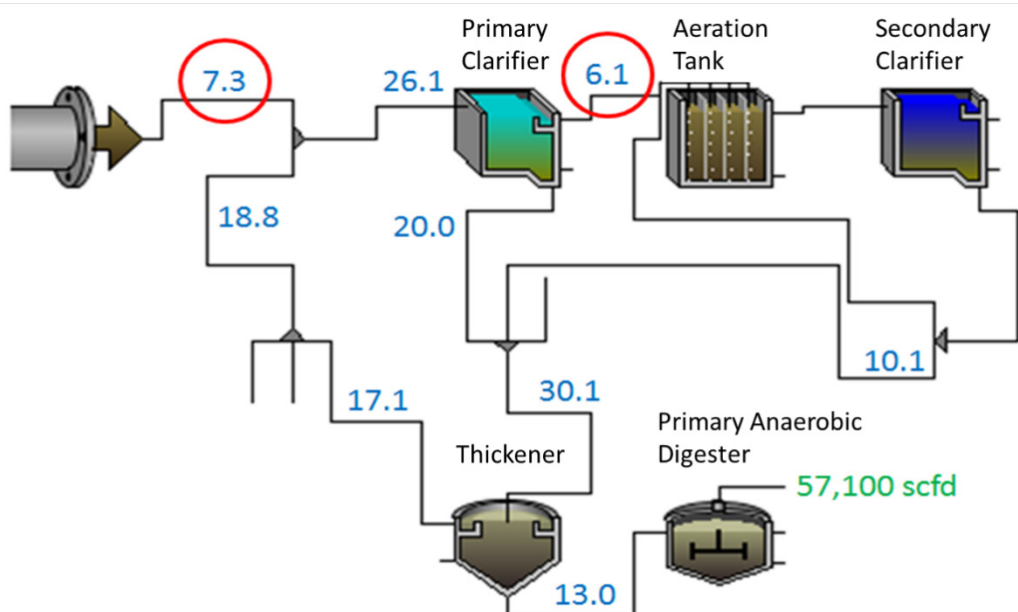 Primary
Clarifier
Aeration
Tank
Secondary
Clarifier
7.3
26.1
6.1
18.8
20.0
10.1
17.1
30.1
Thickener
Primary Anaerobic
Digester
57,100 scfd
13.0